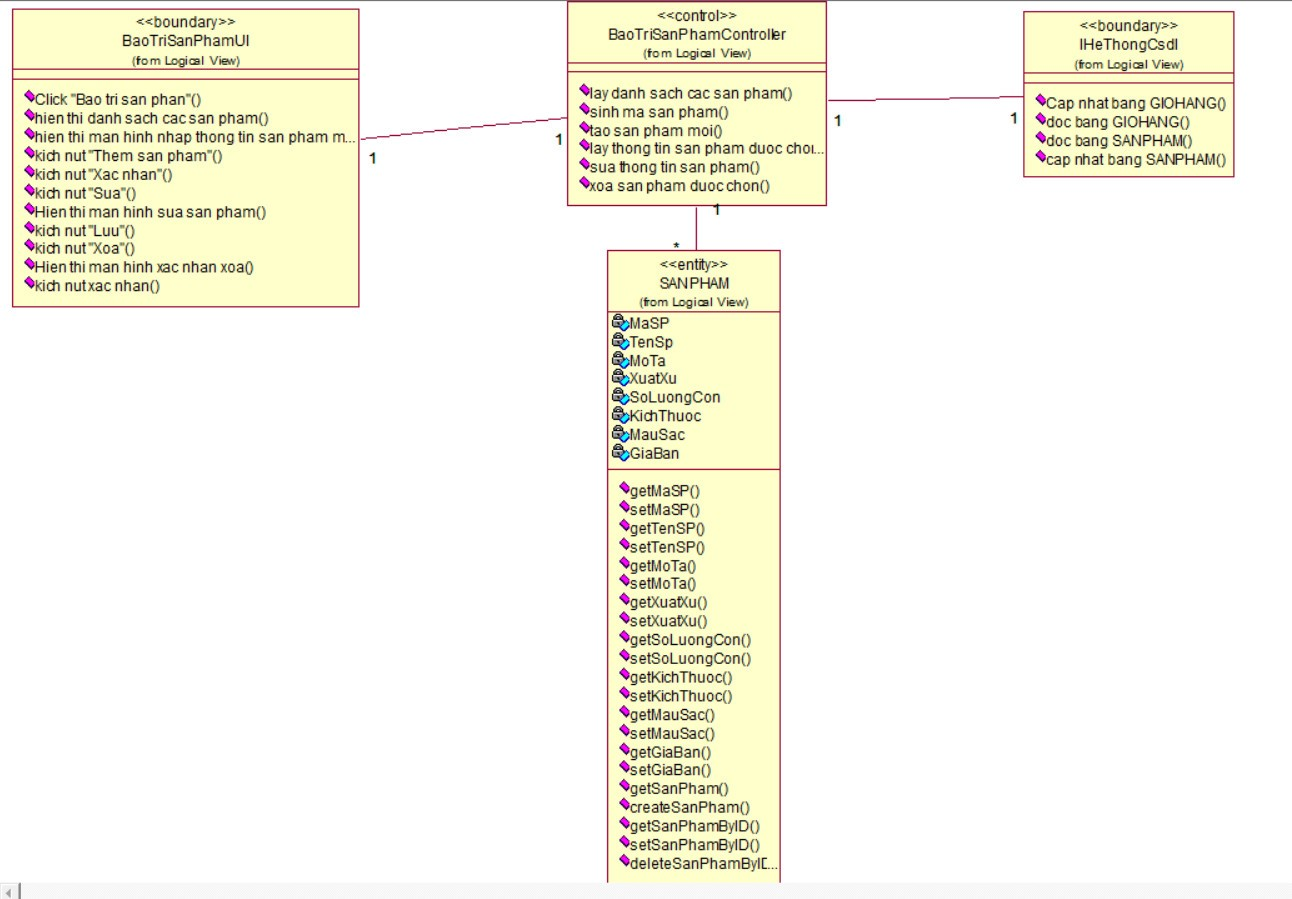 <<boundary>>
BaoTriSanPhamUI
(from Logical View)
Click "Bao tri san phan"()
hien thi danh sach cac san pham()
hien thi man hinh nhap thong tin san pham m...
kich nut "Them san pham"()
kich nut "Xac nhan"()
kich nut "Sua"()
Hien thi man hinh sua san pham()
kich nut "Luu"()
kich nut "Xoa"()
Hien thi man hinh xac nhan xoa()
kich nut xac nhan()
1
1
<<control>>
BaoTriSanPhamController
(from Logical View)
lay danh sach cac san pham()
sinh ma san pham()
tao san pham moi()
lay thong tin san pham duoc chon...
sua thong tin san pham()
xoa san pham duoc chon()
1
1
<<boundary>>
IHeThongCsdl
(from Logical View)
Cap nhat bang GIOHANG()
doc bang GIOHANG()
doc bang SANPHAM()
cap nhat bang SANPHAM()
1
*
<<entity>>
SANPHAM
(from Logical View)
MaSP
TenSp
MoTa
XuatXu
SoLuongCon
KichThuoc
MauSac
GiaBan
getMaSP()
setMaSP()
getTenSP()
setTenSP()
getMoTa()
setMoTa()
getXuatXu()
setXuatXu()
getSoLuongCon()
setSoLuongCon()
getKichThuoc()
setKichThuoc()
getMauSac()
setMauSac()
getGiaBan()
setGiaBan()
getSanPham()
createSanPham()
getSanPhamByID()
setSanPhamByID()
deleteSanPhamByID...